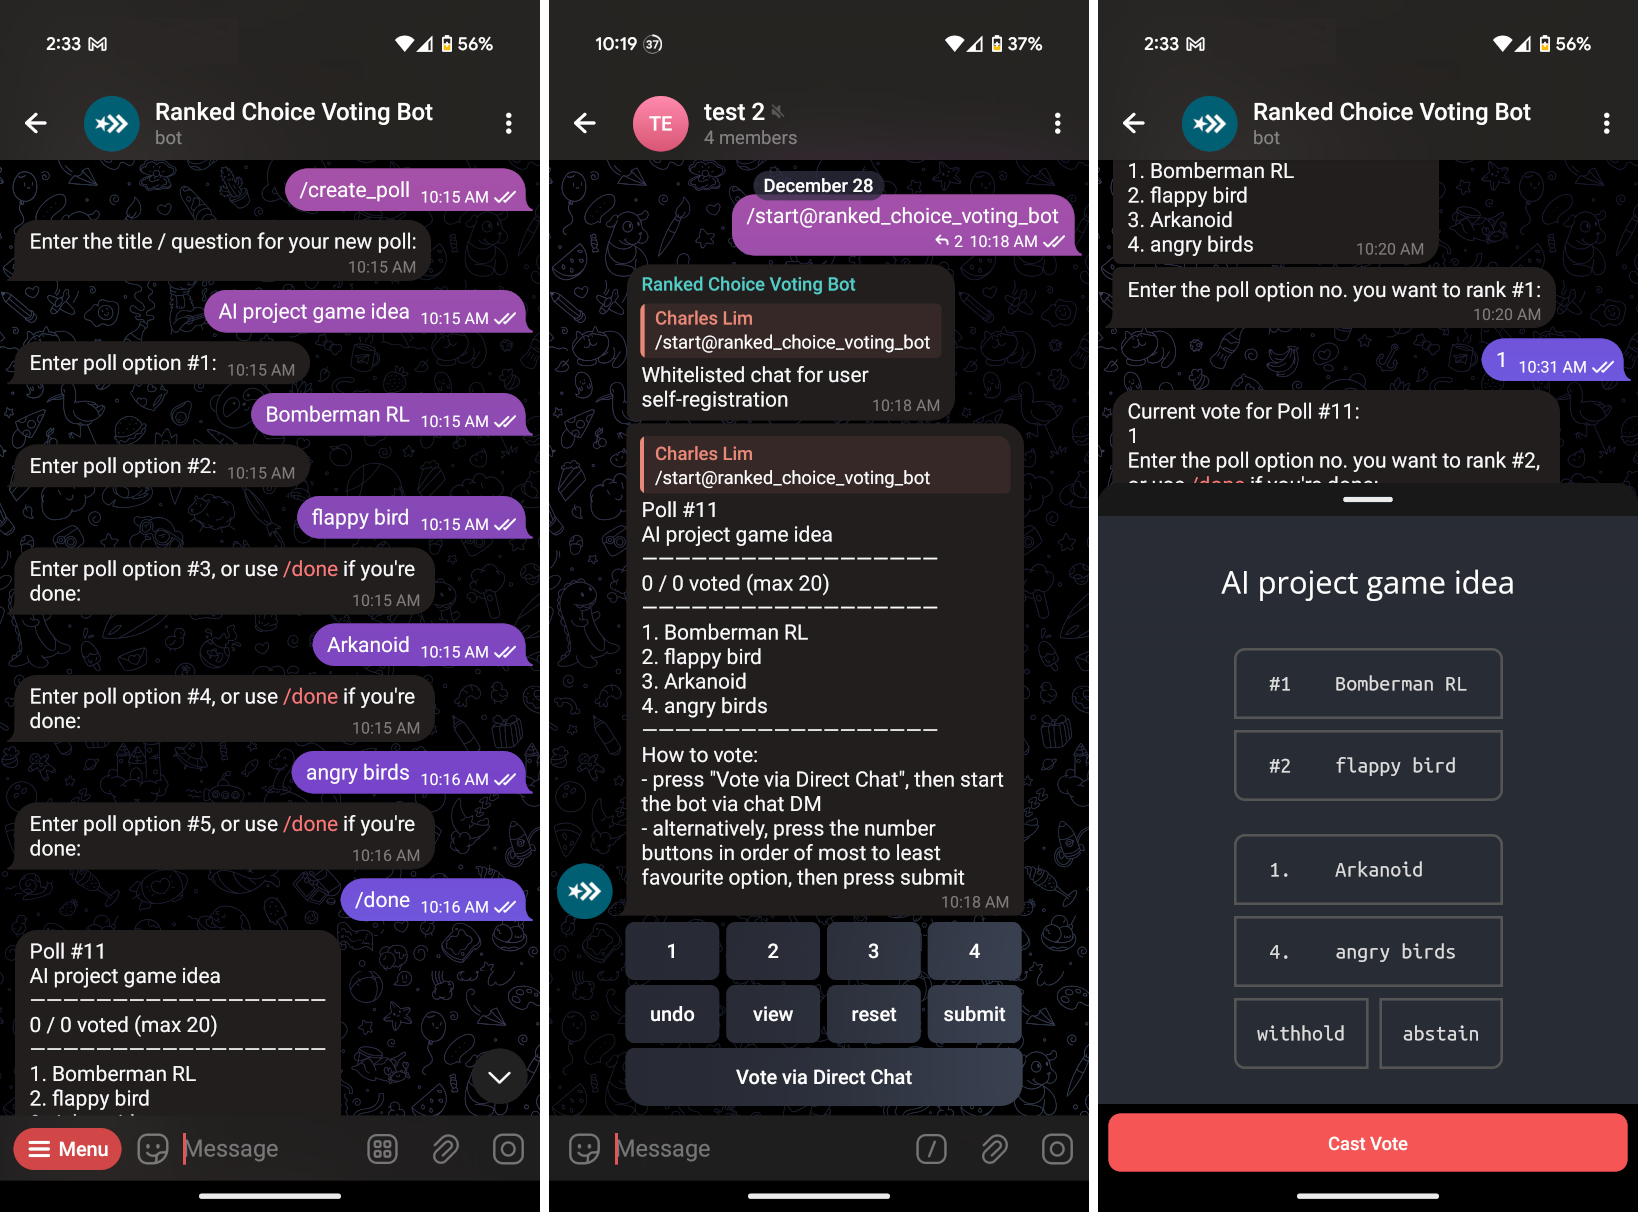 2:33
56%
Ranked Choice Voting Bot
bot
/create_poll 10:15 AM
Enter the title / question for your new poll:
10:15 AM
AI project game idea 10:15 AM
Enter poll option #1: 10:15 AM
Bomberman RL 10:15 AM
Enter poll option #2: 10:15 AM
flappy bird 10:15 AM
Enter poll option #3, or use /done if you're
done: 10:15 AM
Arkanoid 10:15 AM
Enter poll option #4, or use /done if you're
done: 10:15 AM
angry birds 10:16 AM
Enter poll option #5, or use /done if you're
done: 10:16 AM
/done 10:16 AM
Poll #11
AI project game idea
——————————————————
0 / 0 voted (max 20)
——————————————————
1. Bomberman RL
2. flappy bird
Menu
Message
10:19 37
37%
TE
test 2
4 members
December 28
/start@ranked_choice_voting_bot
2 10:18 AM
Ranked Choice Voting Bot
Charles Lim
/start@ranked_choice_voting_bot
Whitelisted chat for user
self-registration 10:18 AM
Charles Lim
/start@ranked_choice_voting_bot
Poll #11
AI project game idea
——————————————————
0 / 0 voted (max 20)
——————————————————
1. Bomberman RL
2. flappy bird
3. Arkanoid
4. angry birds
——————————————————
How to vote:
- press "Vote via Direct Chat", then start
the bot via chat DM
- alternatively, press the number
buttons in order of most to least
favourite option, then press submit
10:18 AM
1 2 3 4
undo view reset submit
Vote via Direct Chat
Message
2:33
56%
Ranked Choice Voting Bot
bot
1. Bomberman RL
2. flappy bird
3. Arkanoid
4. angry birds 10:20 AM
Enter the poll option no. you want to rank #1:
10:20 AM
1 10:31 AM
Current vote for Poll #11:
1
Enter the poll option no. you want to rank #2,
or use /done if you're done:
AI project game idea
#1 Bomberman RL
#2 flappy bird
1. Arkanoid
4. angry birds
withhold abstain
Cast Vote